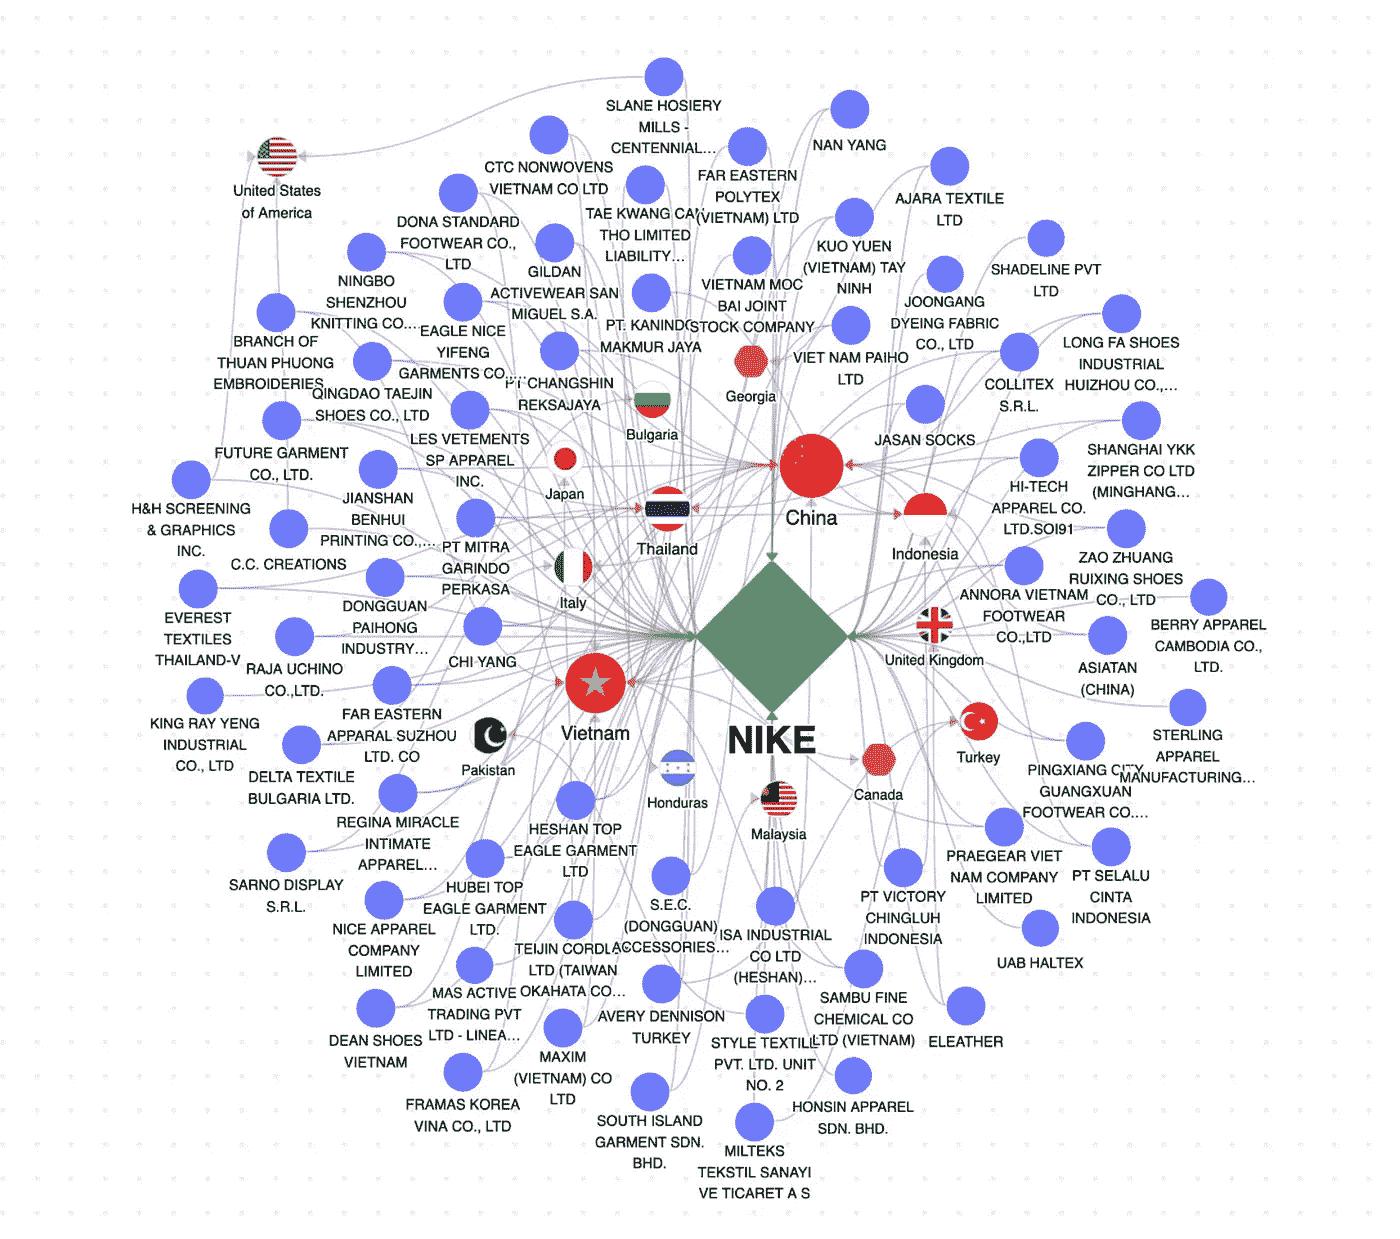 SLANE HOSIERY
MILLS -
CENTENNIAL...
NAN YANG
CTC NONWOVENS
VIETNAM CO LTD
FAR EASTERN
POLYTEX
(VIETNAM) LTD
United States
of America
AJARA TEXTILE
LTD
DONA STANDARD
FOOTWEAR CO.,
LTD
TAE KWANG CAN
THO LIMITED
LIABILITY...
KUO YUEN
(VIETNAM) TAY
NINH
SHADELINE PVT
LTD
NINGBO
SHENZHOU
KNITTING CO....
GILDAN
ACTIVEWEAR SAN
MIGUEL S.A.
VIETNAM MOC
BAI JOINT
STOCK COMPANY
JOONGANG
DYEING FABRIC
CO., LTD
BRANCH OF
THUAN PHUONG
EMBROIDERIES
EAGLE NICE
YIFENG
GARMENTS CO....
PT. KANINDO
MAKMUR JAYA
VIET NAM PAIHO
LTD
LONG FA SHOES
INDUSTRIAL
HUIZHOU CO.,...
QINGDAO TAEJIN
SHOES CO., LTD
PT CHANGSHIN
REKSAJAYA
Georgia
COLLITEX
S.R.L.
FUTURE GARMENT
CO., LTD.
LES VETEMENTS
SP APPAREL
INC.
Bulgaria
JASAN SOCKS
SHANGHAI YKK
ZIPPER CO LTD
(MINGHANG...
H&H SCREENING
& GRAPHICS
INC.
JIANSHAN
BENHUI
PRINTING CO.,...
Japan
China
HI-TECH
APPAREL CO.
LTD.SOI91
C.C. CREATIONS
PT MITRA
GARINDO
PERKASA
Thailand
Indonesia
ZAO ZHUANG
RUIXING SHOES
CO., LTD
EVEREST
TEXTILES
THAILAND-V
DONGGUAN
PAIHONG
INDUSTRY...
Italy
ANNORA VIETNAM
FOOTWEAR
CO.,LTD
BERRY APPAREL
CAMBODIA CO.,
LTD.
RAJA UCHINO
CO.,LTD.
CHI YANG
United Kingdom
ASIATAN
(CHINA)
KING RAY YENG
INDUSTRIAL
CO., LTD
FAR EASTERN
APPARAL SUZHOU
LTD. CO
Vietnam
NIKE
Turkey
STERLING
APPAREL
MANUFACTURING...
DELTA TEXTILE
BULGARIA LTD.
Pakistan
Honduras
Malaysia
Canada
PINGXIANG CITY
GUANGXUAN
FOOTWEAR CO....
REGINA MIRACLE
INTIMATE
APPAREL...
HESHAN TOP
EAGLE GARMENT
LTD
PRAEGEAR VIET
NAM COMPANY
LIMITED
PT SELALU
CINTA
INDONESIA
SARNO DISPLAY
S.R.L.
HUBEI TOP
EAGLE GARMENT
LTD.
S.E.C.
(DONGGUAN)
ACCESSORIES...
PT VICTORY
CHINGLUH
INDONESIA
NICE APPAREL
COMPANY
LIMITED
TEIJIN CORDLA
LTD (TAIWAN
OKAHATA CO...
ISA INDUSTRIAL
CO LTD
(HESHAN)...
UAB HALTEX
MAS ACTIVE
TRADING PVT
LTD - LINEA...
AVERY DENNISON
TURKEY
SAMBU FINE
CHEMICAL CO
LTD (VIETNAM)
ELEATHER
DEAN SHOES
VIETNAM
MAXIM
(VIETNAM) CO
LTD
STYLE TEXTILE
PVT. LTD. UNIT
NO. 2
FRAMAS KOREA
VINA CO., LTD
SOUTH ISLAND
GARMENT SDN.
BHD.
HONSIN APPAREL
SDN. BHD.
MILTEKS
TEKSTIL SANAYI
VE TICARET A S